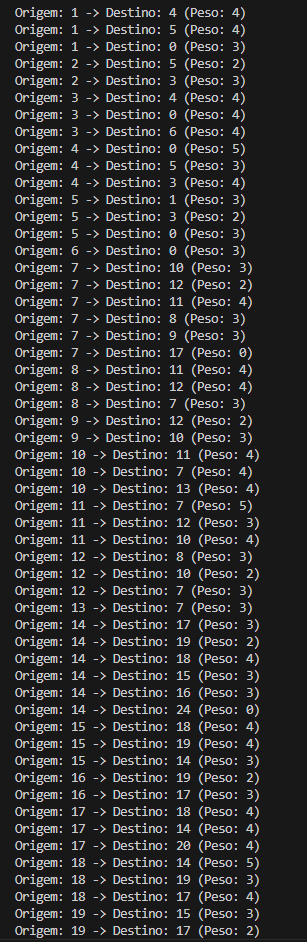 Origem: 1 -> Destino: 4 (Peso: 4)
Origem: 1 -> Destino: 5 (Peso: 4)
Origem: 1 -> Destino: 0 (Peso: 3)
Origem: 2 -> Destino: 5 (Peso: 2)
Origem: 2 -> Destino: 3 (Peso: 3)
Origem: 3 -> Destino: 4 (Peso: 4)
Origem: 3 -> Destino: 0 (Peso: 4)
Origem: 3 -> Destino: 6 (Peso: 4)
Origem: 4 -> Destino: 0 (Peso: 5)
Origem: 4 -> Destino: 5 (Peso: 3)
Origem: 4 -> Destino: 3 (Peso: 4)
Origem: 5 -> Destino: 1 (Peso: 3)
Origem: 5 -> Destino: 3 (Peso: 2)
Origem: 5 -> Destino: 0 (Peso: 3)
Origem: 6 -> Destino: 0 (Peso: 3)
Origem: 7 -> Destino: 10 (Peso: 3)
Origem: 7 -> Destino: 12 (Peso: 2)
Origem: 7 -> Destino: 11 (Peso: 4)
Origem: 7 -> Destino: 8 (Peso: 3)
Origem: 7 -> Destino: 9 (Peso: 3)
Origem: 7 -> Destino: 17 (Peso: 0)
Origem: 8 -> Destino: 11 (Peso: 4)
Origem: 8 -> Destino: 12 (Peso: 4)
Origem: 8 -> Destino: 7 (Peso: 3)
Origem: 9 -> Destino: 12 (Peso: 2)
Origem: 9 -> Destino: 10 (Peso: 3)
Origem: 10 -> Destino: 11 (Peso: 4)
Origem: 10 -> Destino: 7 (Peso: 4)
Origem: 10 -> Destino: 13 (Peso: 4)
Origem: 11 -> Destino: 7 (Peso: 5)
Origem: 11 -> Destino: 12 (Peso: 3)
Origem: 11 -> Destino: 10 (Peso: 4)
Origem: 12 -> Destino: 8 (Peso: 3)
Origem: 12 -> Destino: 10 (Peso: 2)
Origem: 12 -> Destino: 7 (Peso: 3)
Origem: 13 -> Destino: 7 (Peso: 3)
Origem: 14 -> Destino: 17 (Peso: 3)
Origem: 14 -> Destino: 19 (Peso: 2)
Origem: 14 -> Destino: 18 (Peso: 4)
Origem: 14 -> Destino: 15 (Peso: 3)
Origem: 14 -> Destino: 16 (Peso: 3)
Origem: 14 -> Destino: 24 (Peso: 0)
Origem: 15 -> Destino: 18 (Peso: 4)
Origem: 15 -> Destino: 19 (Peso: 4)
Origem: 15 -> Destino: 14 (Peso: 3)
Origem: 16 -> Destino: 19 (Peso: 2)
Origem: 16 -> Destino: 17 (Peso: 3)
Origem: 17 -> Destino: 18 (Peso: 4)
Origem: 17 -> Destino: 14 (Peso: 4)
Origem: 17 -> Destino: 20 (Peso: 4)
Origem: 18 -> Destino: 14 (Peso: 5)
Origem: 18 -> Destino: 19 (Peso: 3)
Origem: 18 -> Destino: 17 (Peso: 4)
Origem: 19 -> Destino: 15 (Peso: 3)
Origem: 19 -> Destino: 17 (Peso: 2)